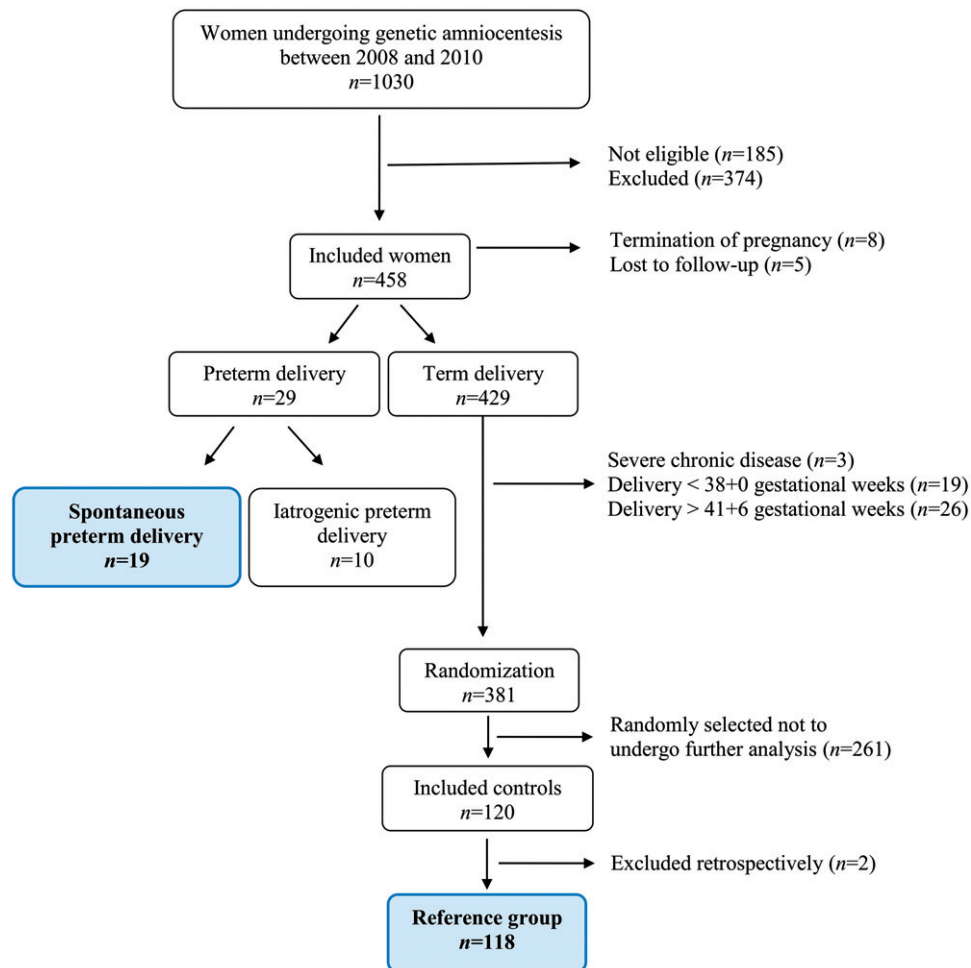 Women undergoing genetic amniocentesis
between 2008 and 2010
n=1030
Not eligible (n=185)
Excluded (n=374)
Included women
n=458
Termination of pregnancy (n=8)
Lost to follow-up (n=5)
Preterm delivery
n=29
Term delivery
n=429
Severe chronic disease (n=3)
Delivery < 38+0 gestational weeks (n=19)
Delivery > 41+6 gestational weeks (n=26)
Spontaneous
preterm delivery
n=19
Iatrogenic preterm
delivery
n=10
Randomization
n=381
Randomly selected not to
undergo further analysis (n=261)
Included controls
n=120
Excluded retrospectively (n=2)
Reference group
n=118